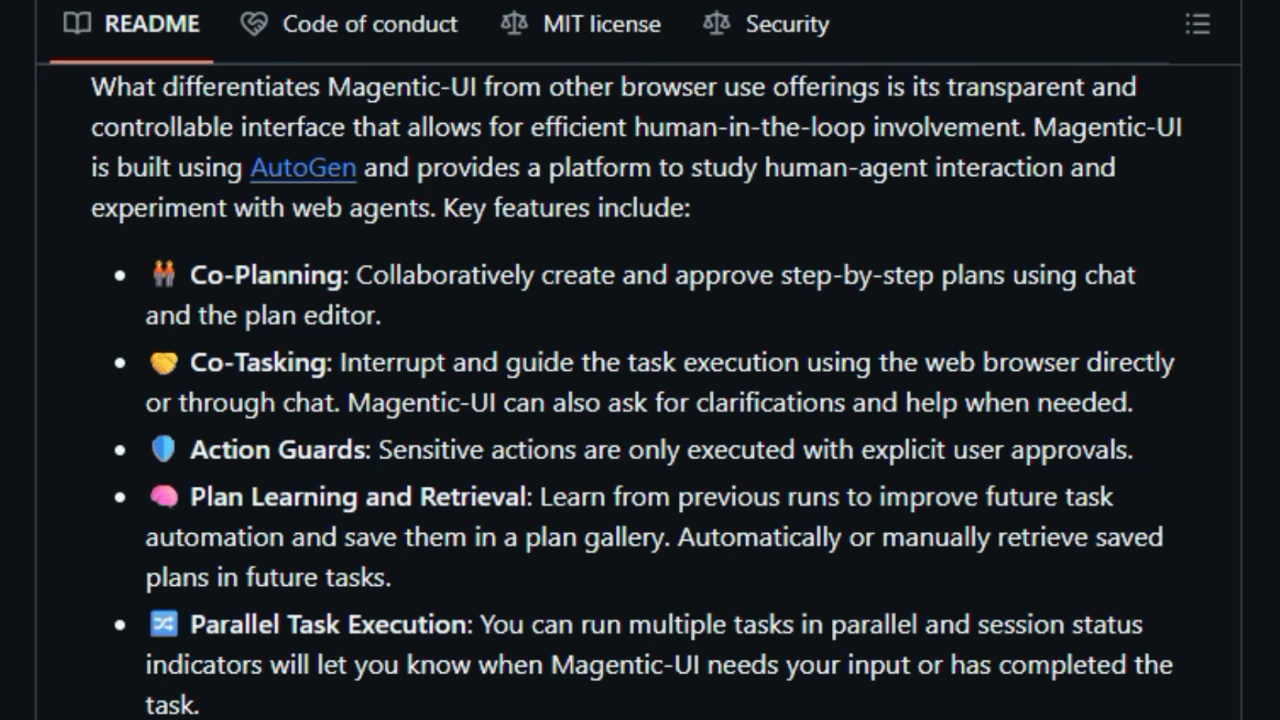 README Code of conduct MIT license Security
What differentiates Magentic-UI from other browser use offerings is its transparent and
controllable interface that allows for efficient human-in-the-loop involvement. Magentic-UI
is built using AutoGen and provides a platform to study human-agent interaction and
experiment with web agents. Key features include:
• 🧑‍🤝‍🧑 Co-Planning: Collaboratively create and approve step-by-step plans using chat
and the plan editor.
• 🤝 Co-Tasking: Interrupt and guide the task execution using the web browser directly
or through chat. Magentic-UI can also ask for clarifications and help when needed.
• 🛡️ Action Guards: Sensitive actions are only executed with explicit user approvals.
• 🧠 Plan Learning and Retrieval: Learn from previous runs to improve future task
automation and save them in a plan gallery. Automatically or manually retrieve saved
plans in future tasks.
• 🔀 Parallel Task Execution: You can run multiple tasks in parallel and session status
indicators will let you know when Magentic-UI needs your input or has completed the
task.